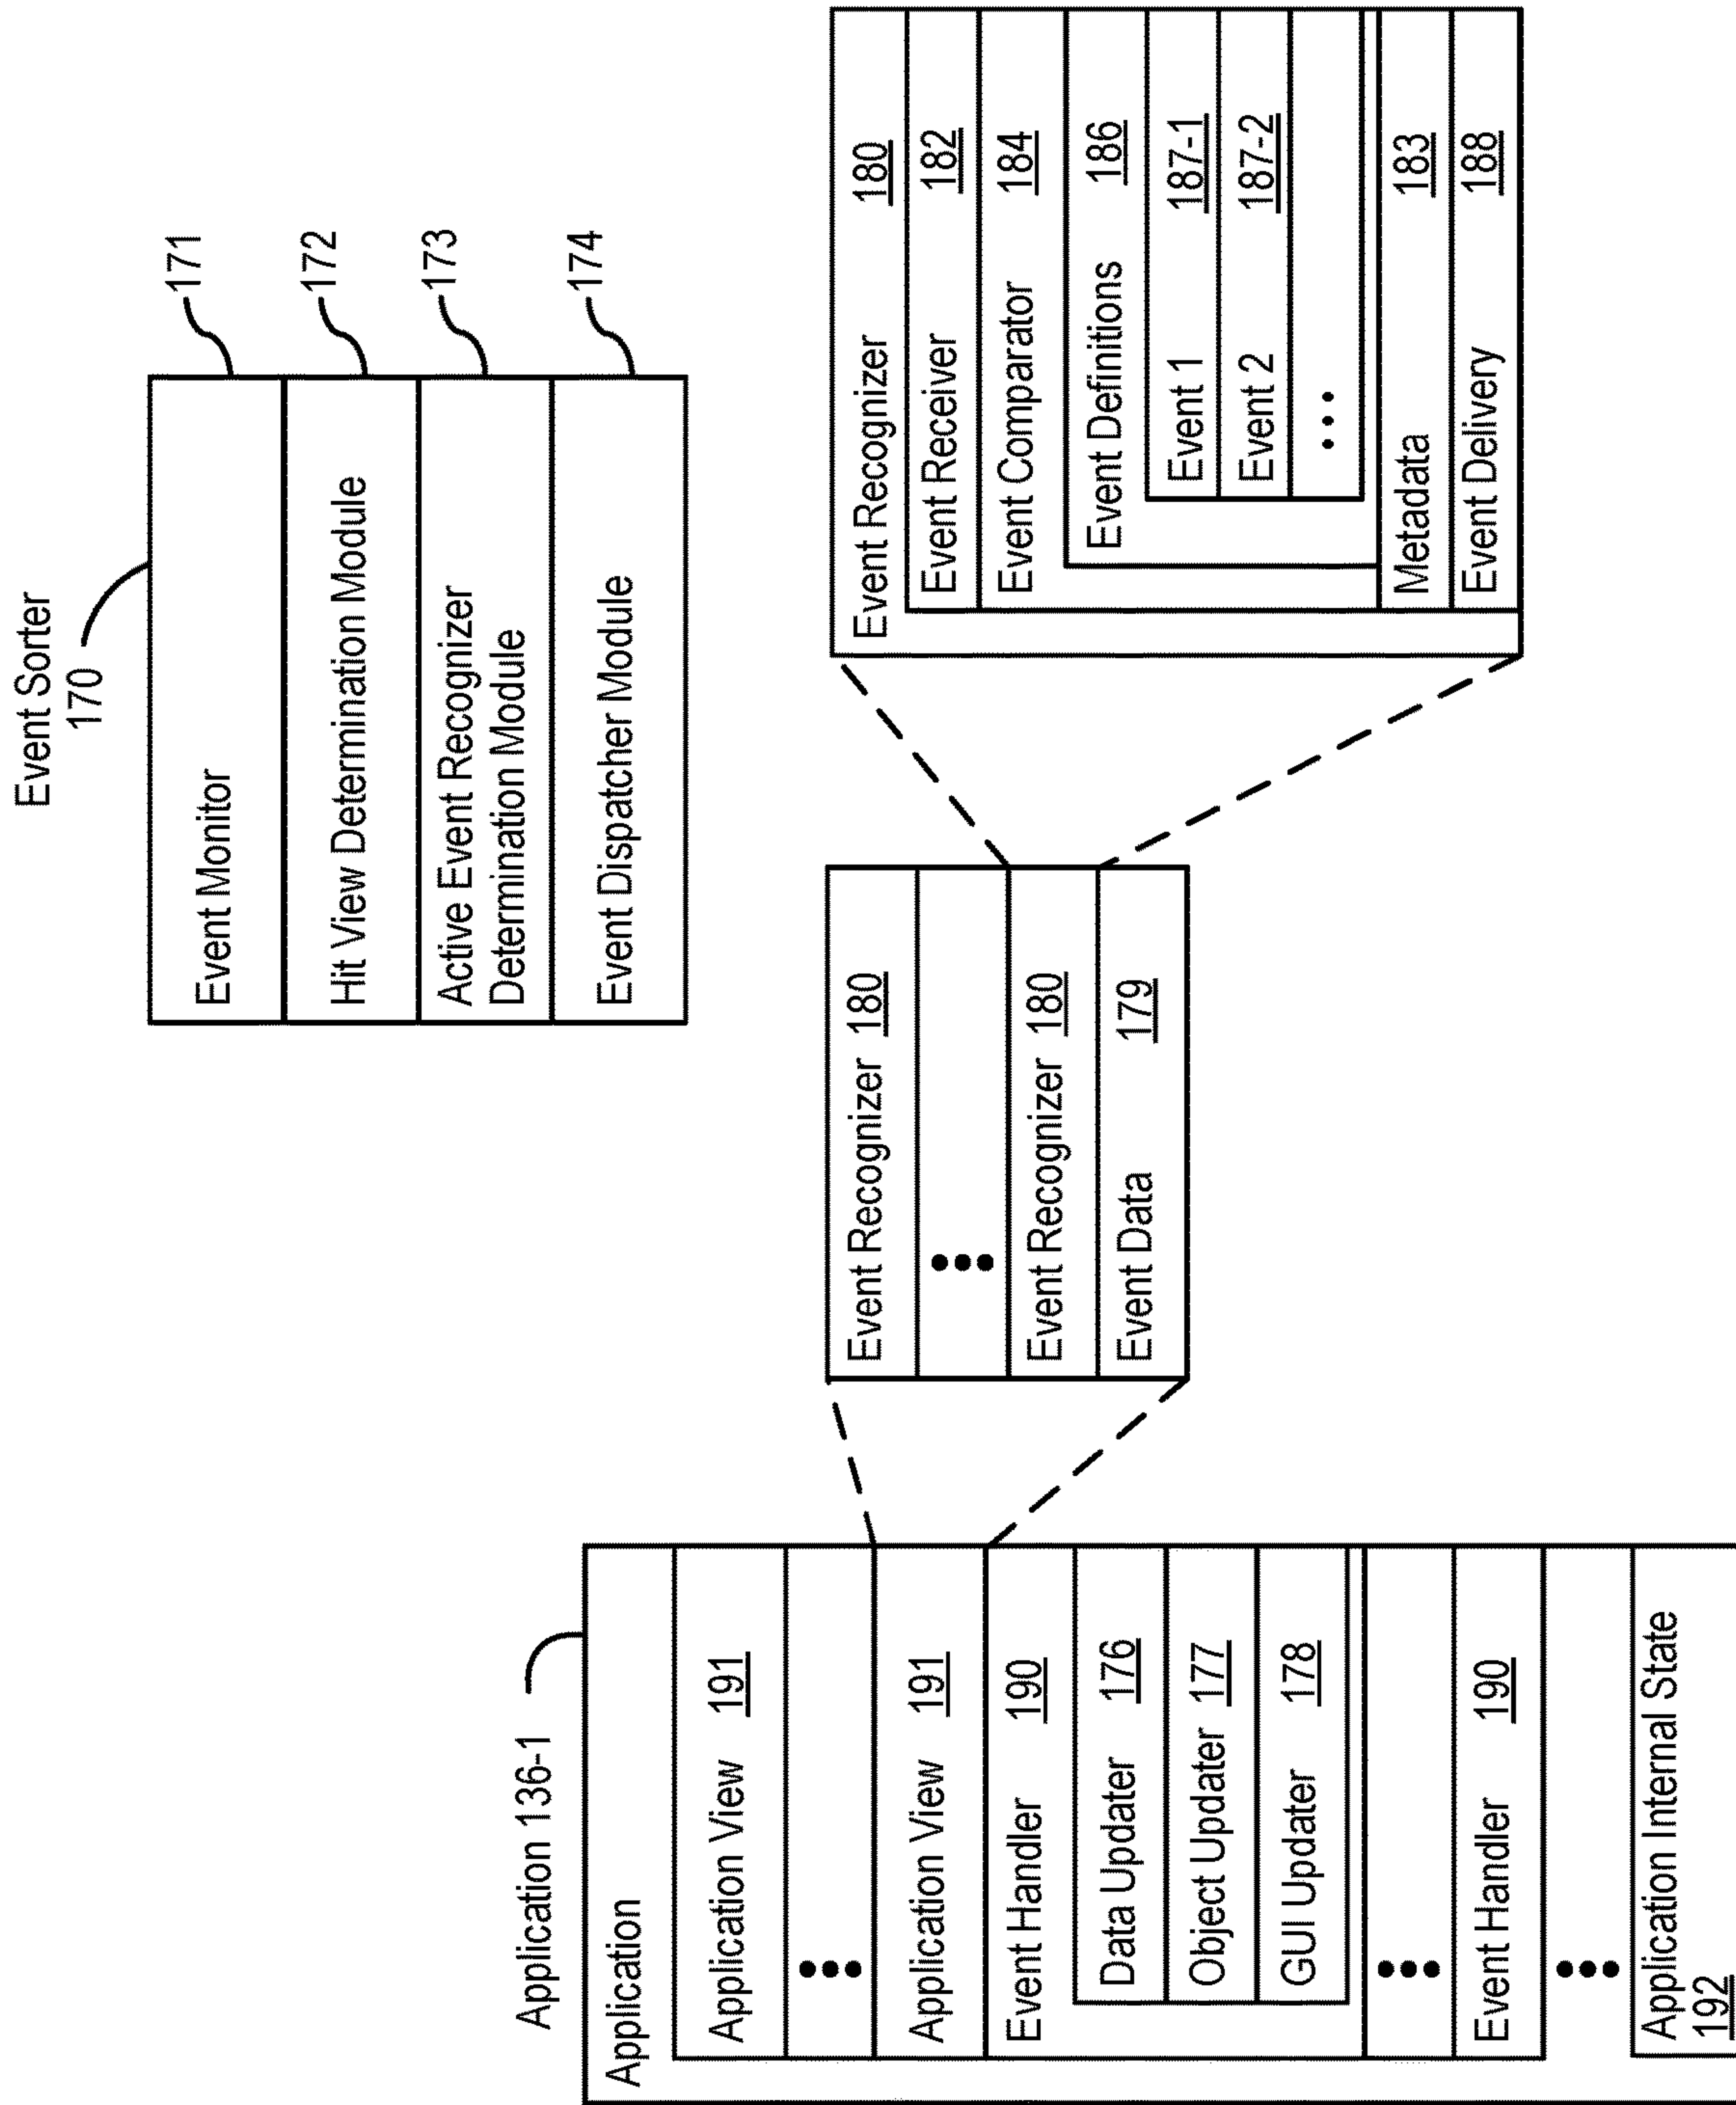 Event Sorter
170
Event Monitor
171
Hit View Determination Module
172
Active Event Recognizer
Determination Module
173
Event Dispatcher Module
174
Application 136-1
Application
Application View 191
•••
Application View 191
Event Handler 190
Data Updater 176
Object Updater 177
GUI Updater 178
•••
Event Handler 190
•••
Application Internal State
192
Event Recognizer 180
•••
Event Recognizer 180
Event Data 179
Event Recognizer 180
Event Receiver 182
Event Comparator 184
Event Definitions 186
Event 1 187-1
Event 2 187-2
•••
Metadata 183
Event Delivery 188